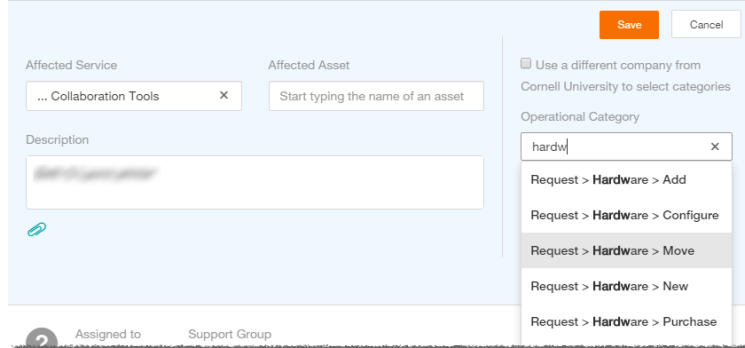 Save Cancel
Affected Service
... Collaboration Tools ×
Affected Asset
Start typing the name of an asset
Use a different company from
Cornell University to select categories
Operational Category
hardw ×
Request > Hardware > Add
Request > Hardware > Configure
Request > Hardware > Move
Request > Hardware > New
Request > Hardware > Purchase
Description
?
Assigned to
Support Group